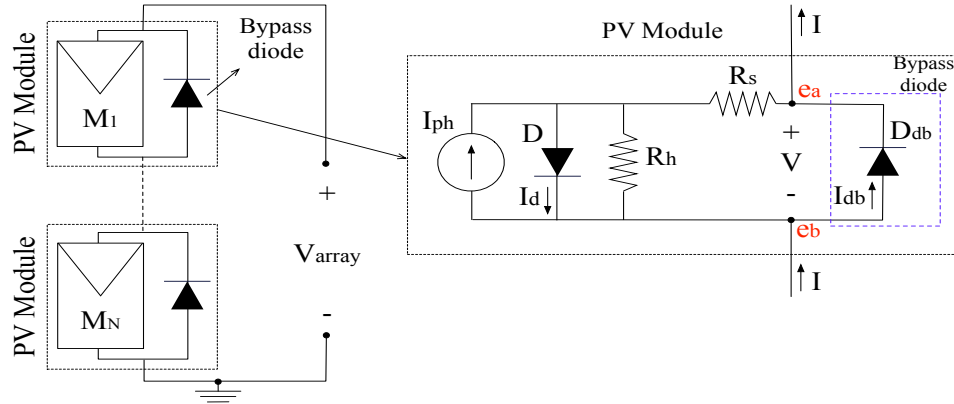 PV Module
M1
Bypass
diode
PV Module
MN
+
Varray
-
PV Module
I
Bypass
diode
Iph
D
Id
Rh
Rs
ea
+
V
-
Ddb
Idb
eb
I